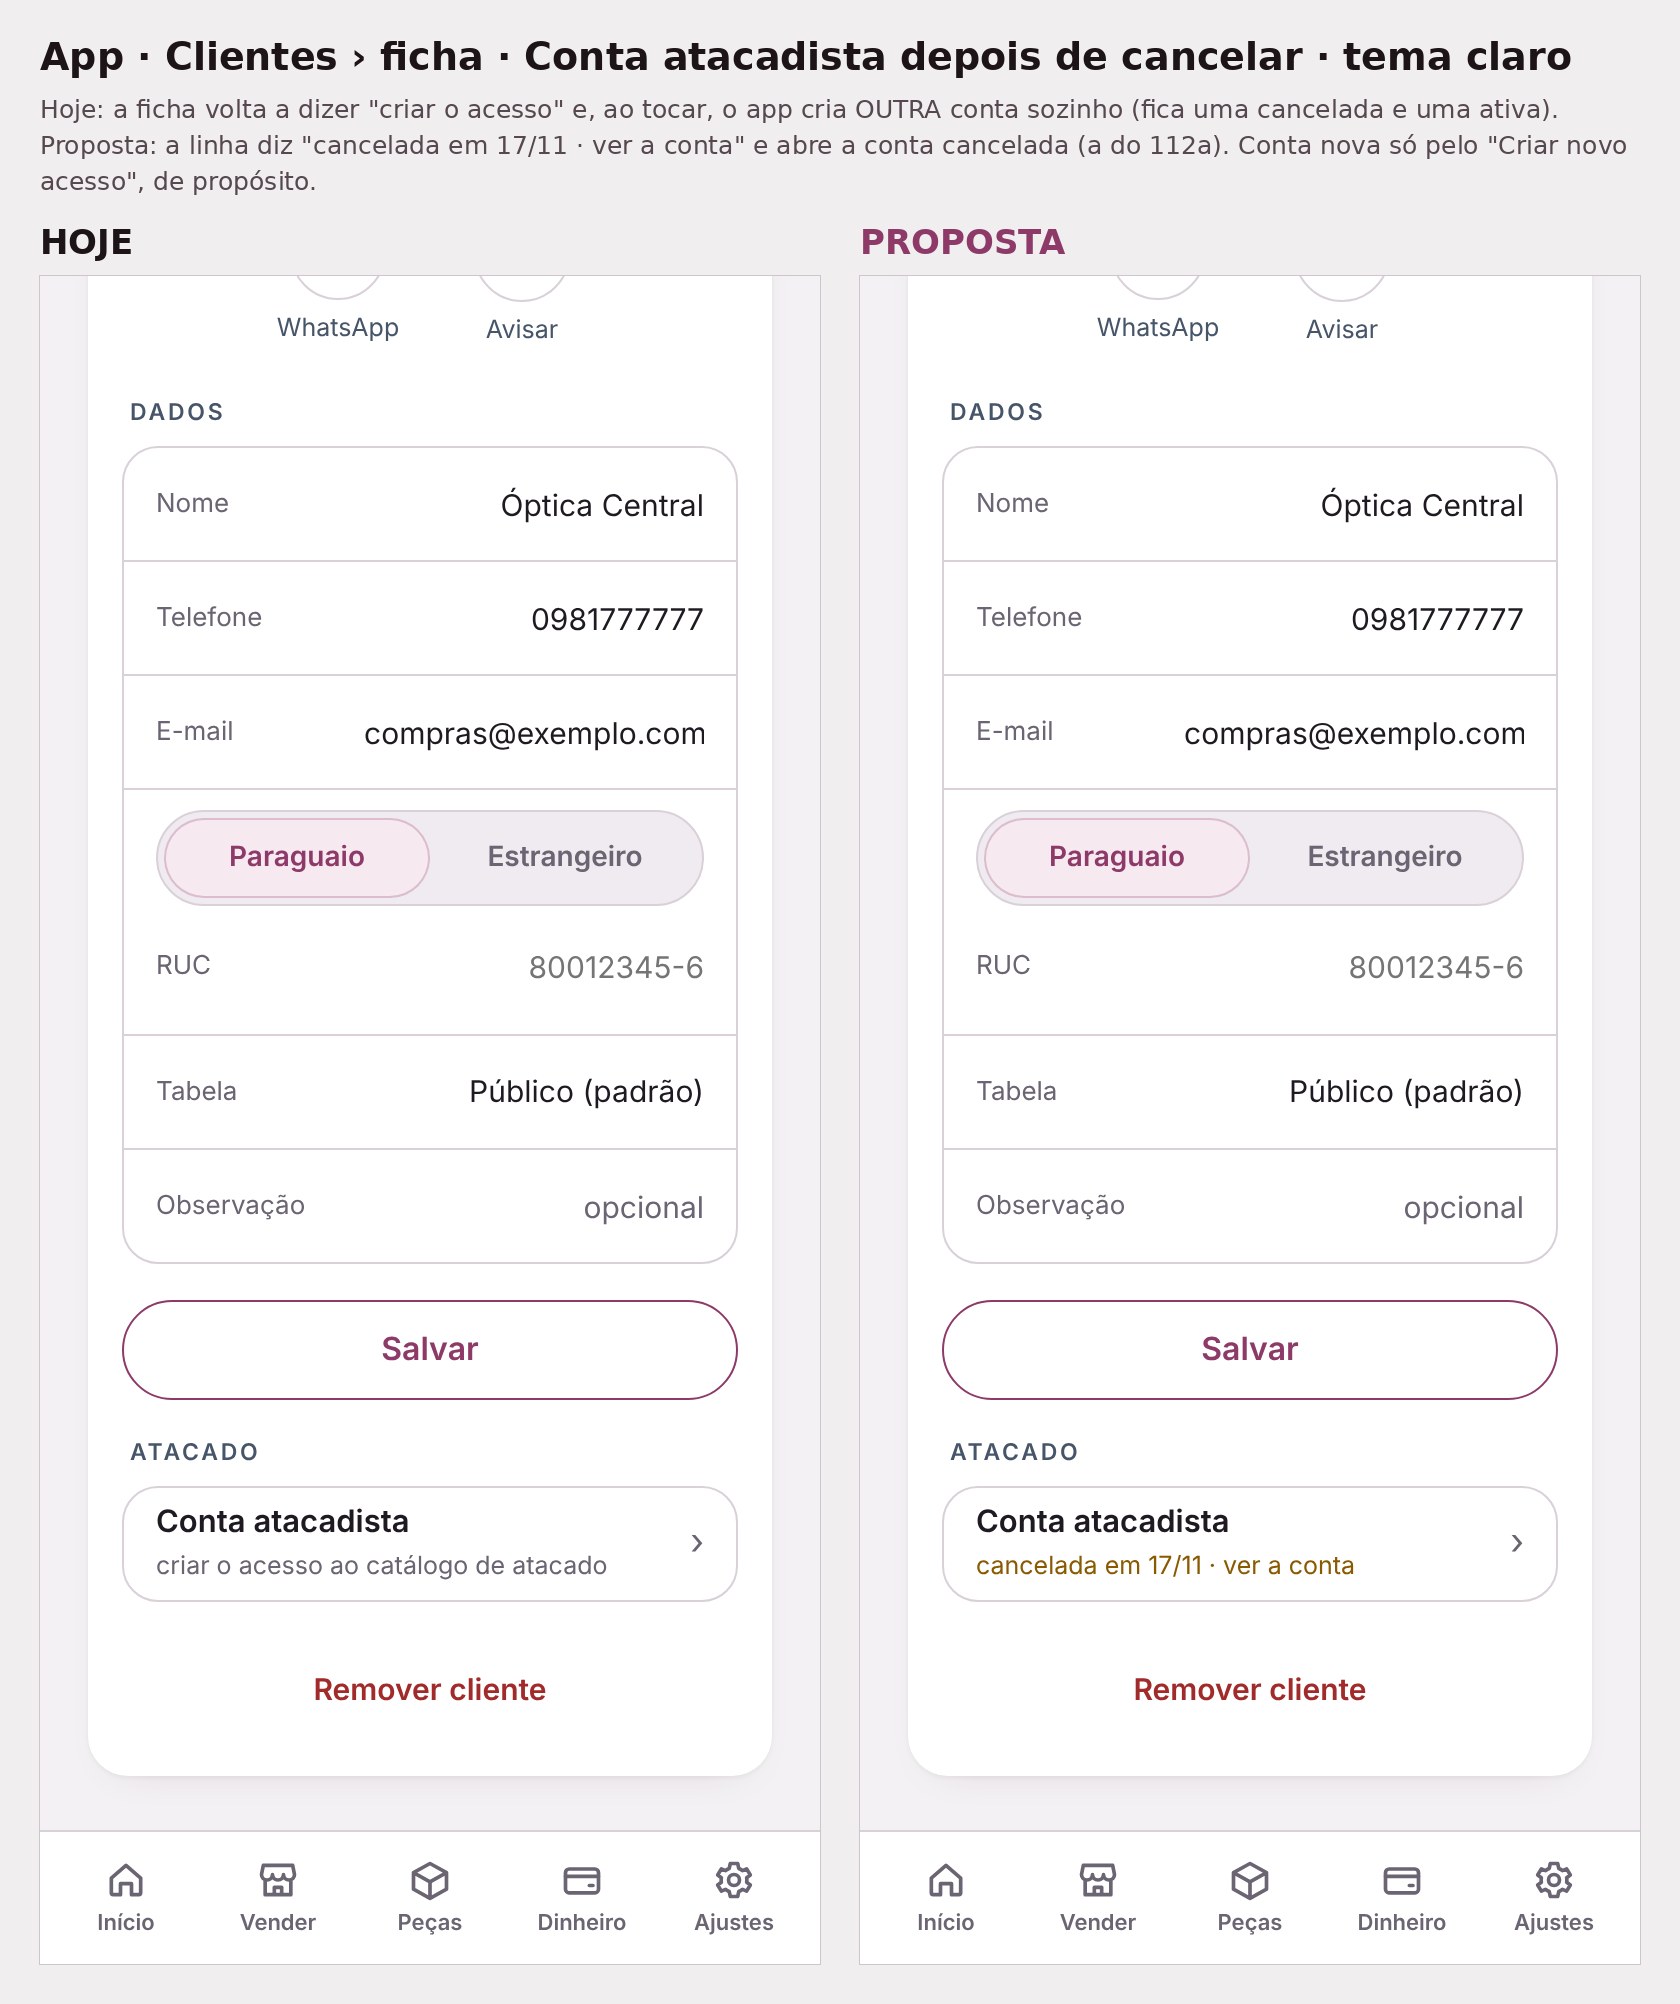 App · Clientes › ficha · Conta atacadista depois de cancelar · tema claro
Hoje: a ficha volta a dizer "criar o acesso" e, ao tocar, o app cria OUTRA conta sozinho (fica uma cancelada e uma ativa).
Proposta: a linha diz "cancelada em 17/11 · ver a conta" e abre a conta cancelada (a do 112a). Conta nova só pelo "Criar novo
acesso", de propósito.
HOJE
WhatsApp
Avisar
DADOS
Nome
Óptica Central
Telefone
0981777777
E-mail
compras@exemplo.com
Paraguaio
Estrangeiro
RUC
80012345-6
Tabela
Público (padrão)
Observação
opcional
Salvar
ATACADO
Conta atacadista
criar o acesso ao catálogo de atacado
›
Remover cliente
Início
Vender
Peças
Dinheiro
Ajustes
PROPOSTA
WhatsApp
Avisar
DADOS
Nome
Óptica Central
Telefone
0981777777
E-mail
compras@exemplo.com
Paraguaio
Estrangeiro
RUC
80012345-6
Tabela
Público (padrão)
Observação
opcional
Salvar
ATACADO
Conta atacadista
cancelada em 17/11 · ver a conta
›
Remover cliente
Início
Vender
Peças
Dinheiro
Ajustes